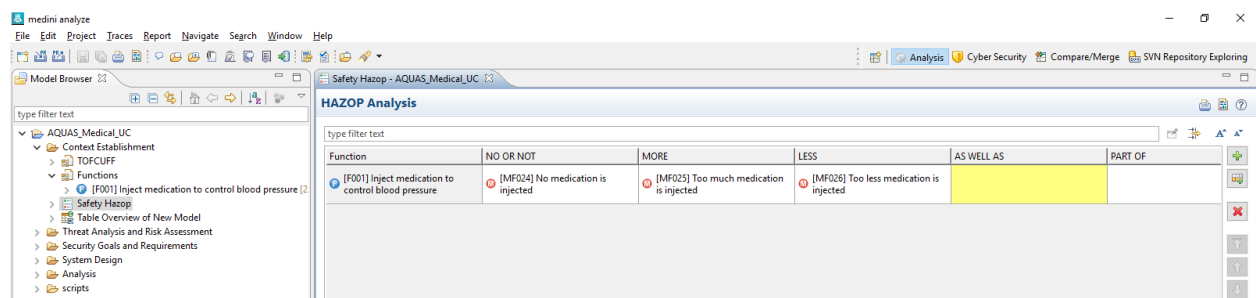 medini analyze
File Edit Project Traces Report Navigate Search Window Help
Analysis Cyber Security Compare/Merge SVN Repository Exploring
Model Browser
Safety Hazop - AQUAS_Medical_UC
type filter text
AQUAS_Medical_UC
Context Establishment
TOFCUFF
Functions
[F001] Inject medication to control blood pressure [2
Safety Hazop
Table Overview of New Model
Threat Analysis and Risk Assessment
Security Goals and Requirements
System Design
Analysis
scripts
HAZOP Analysis
type filter text
Function NO OR NOT MORE LESS AS WELL AS PART OF
[F001] Inject medication to
control blood pressure
[MF024] No medication is
injected
[MF025] Too much medication
is injected
[MF026] Too less medication is
injected